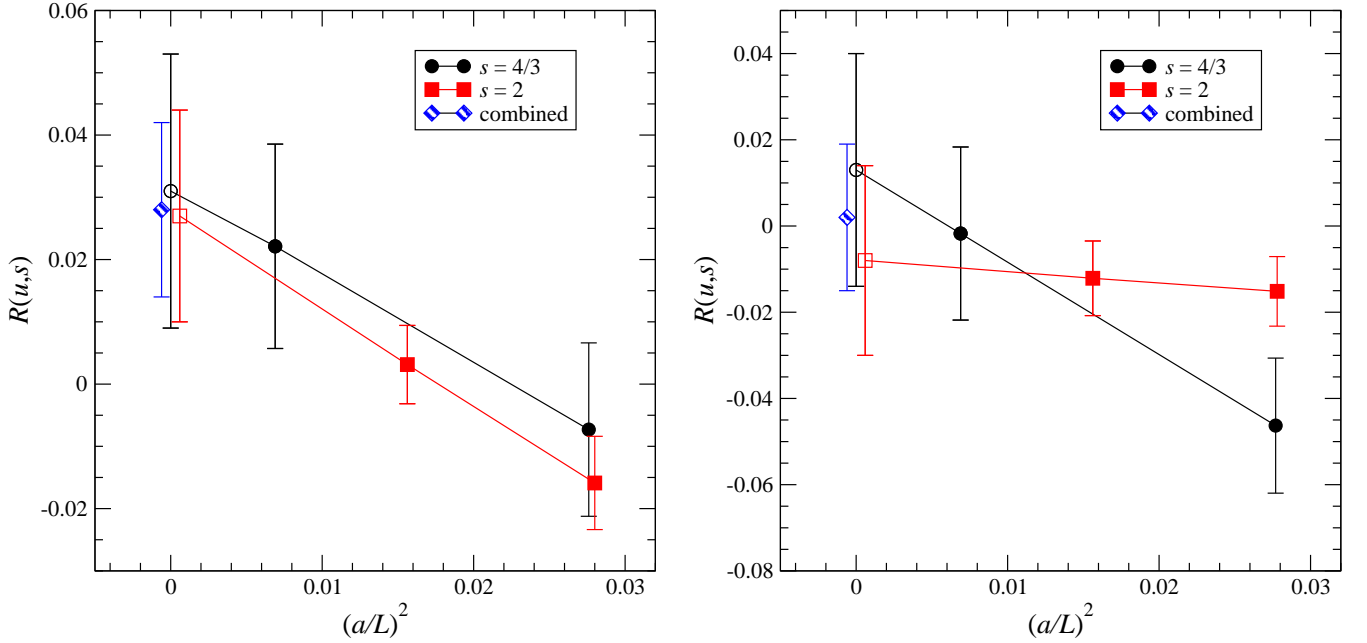 0.06
0.04
0.02
0
-0.02
R(u,s)
s = 4/3
s = 2
combined
0
0.01
0.02
0.03
(a/L)²
0.04
0.02
0
-0.02
-0.04
-0.06
-0.08
R(u,s)
s = 4/3
s = 2
combined
0
0.01
0.02
0.03
(a/L)²